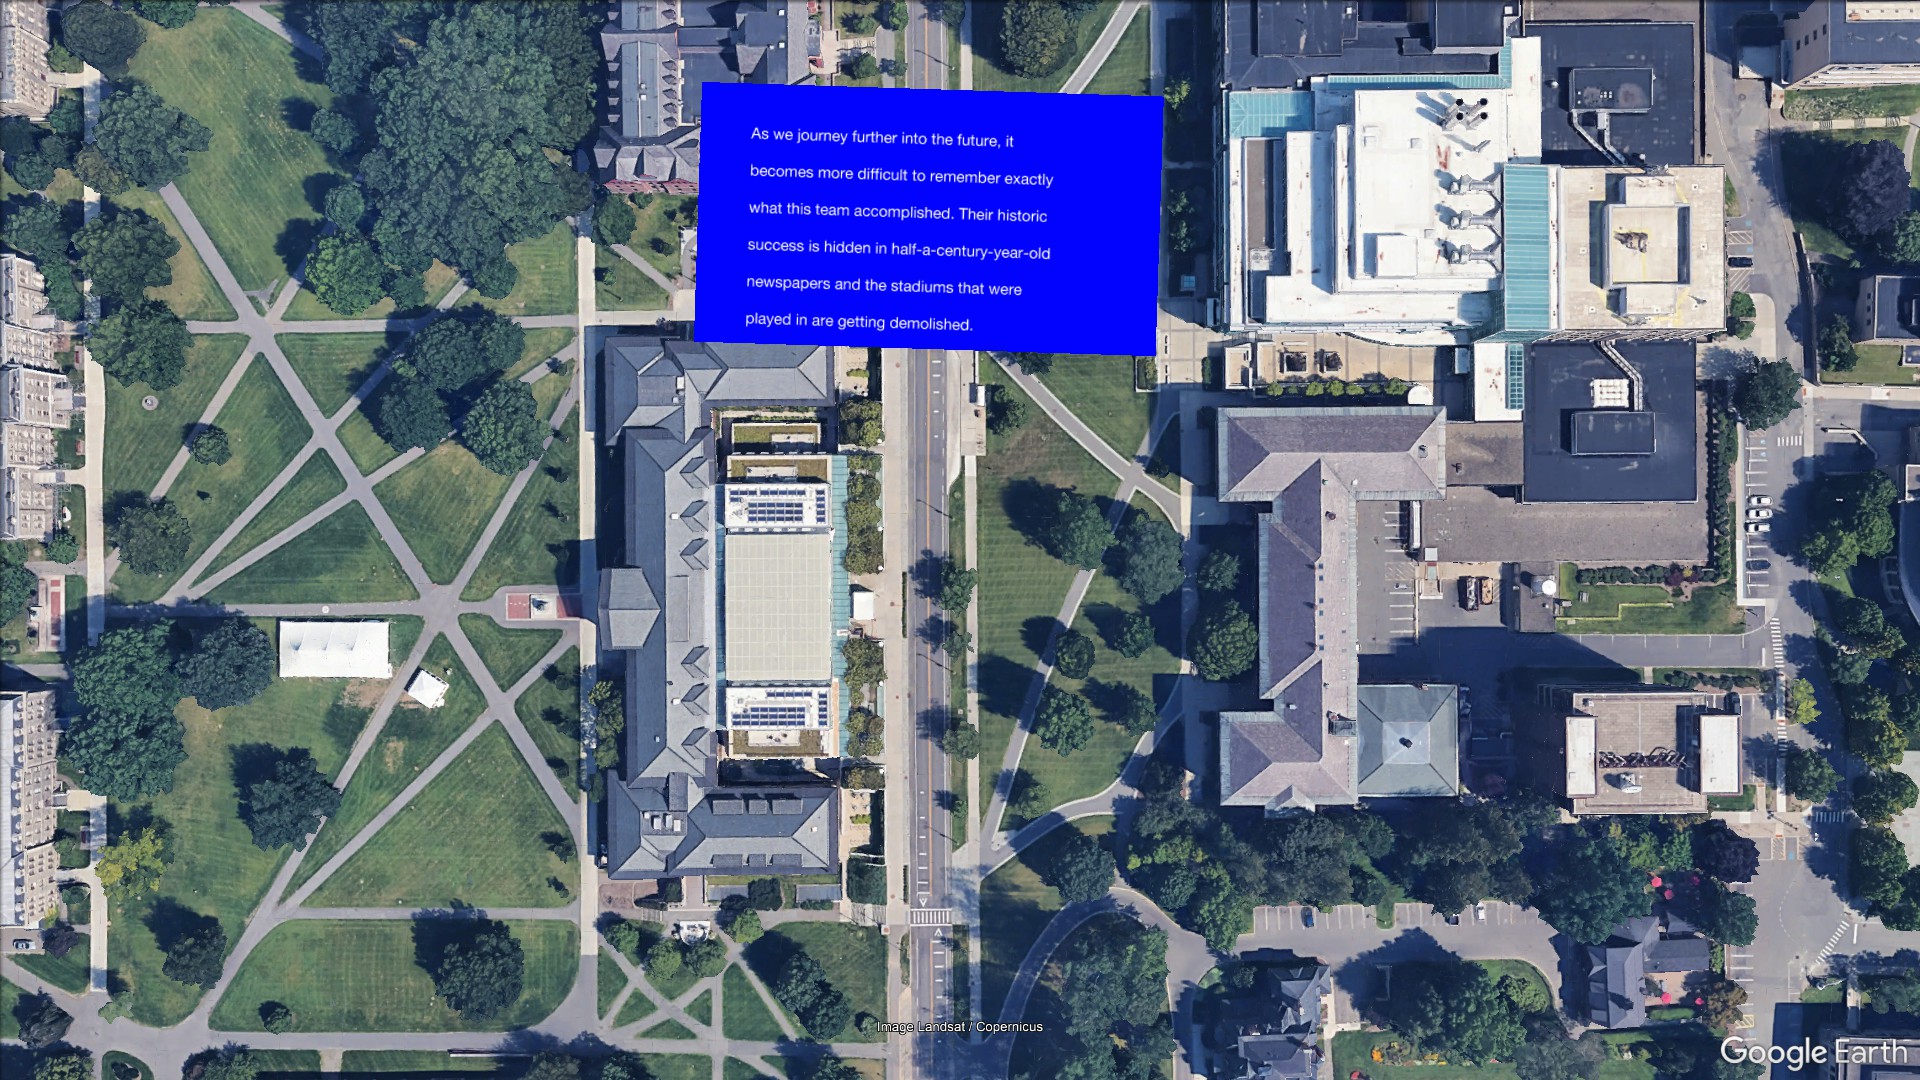 As we journey further into the future, it
becomes more difficult to remember exactly
what this team accomplished. Their historic
success is hidden in half-a-century-year-old
newspapers and the stadiums that were
played in are getting demolished.
Image Landsat / Copernicus
Google Earth